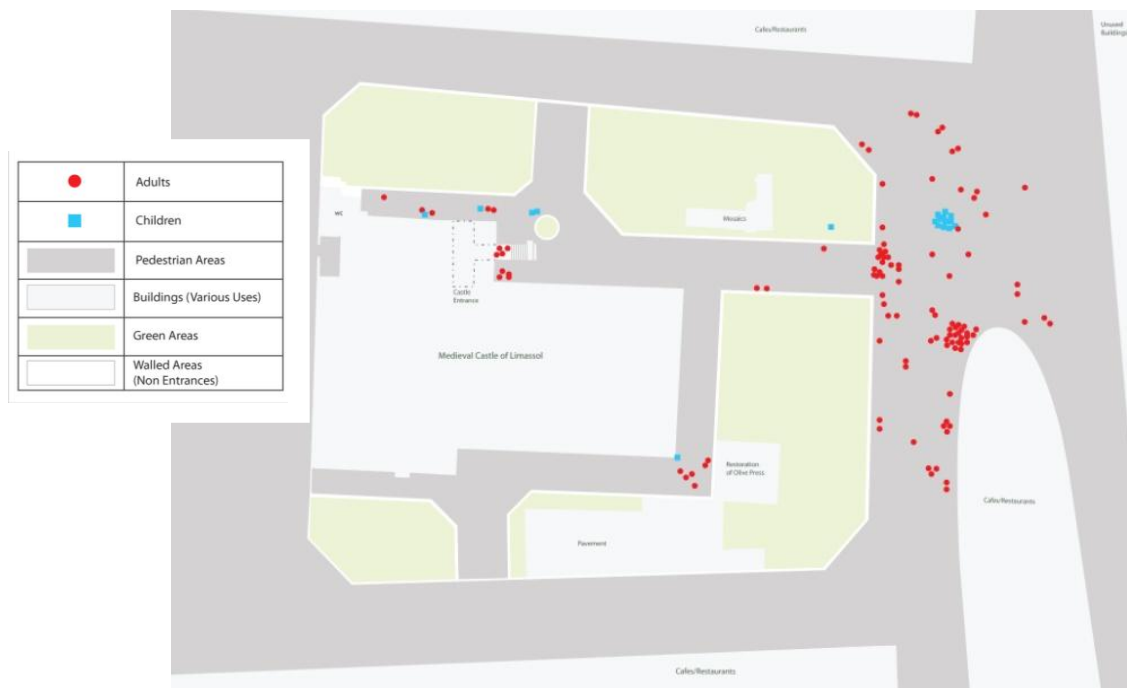 Cafes/Restaurants
Unused
Buildings
Adults
Children
Pedestrian Areas
Buildings (Various Uses)
Green Areas
Walled Areas
(Non Entrances)
WC
Mosaics
Castle
Entrance
Medieval Castle of Limassol
Restoration
of Olive Press
Cafes/Restaurants
Pavement
Cafes/Restaurants